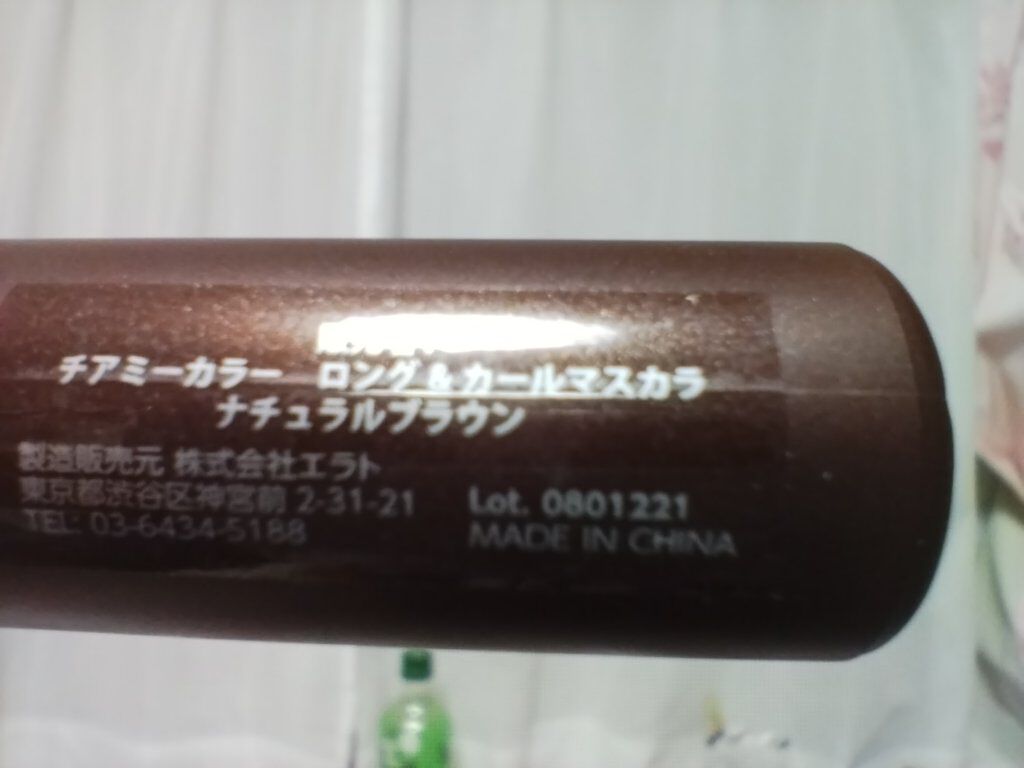 チアミーカラー ロング&カールマスカラ
ナチュラルブラウン
製造販売元 株式会社エラト
東京都渋谷区神宮前 2-31-21
TEL: 03-6434-5188
Lot. 0801221
MADE IN CHINA